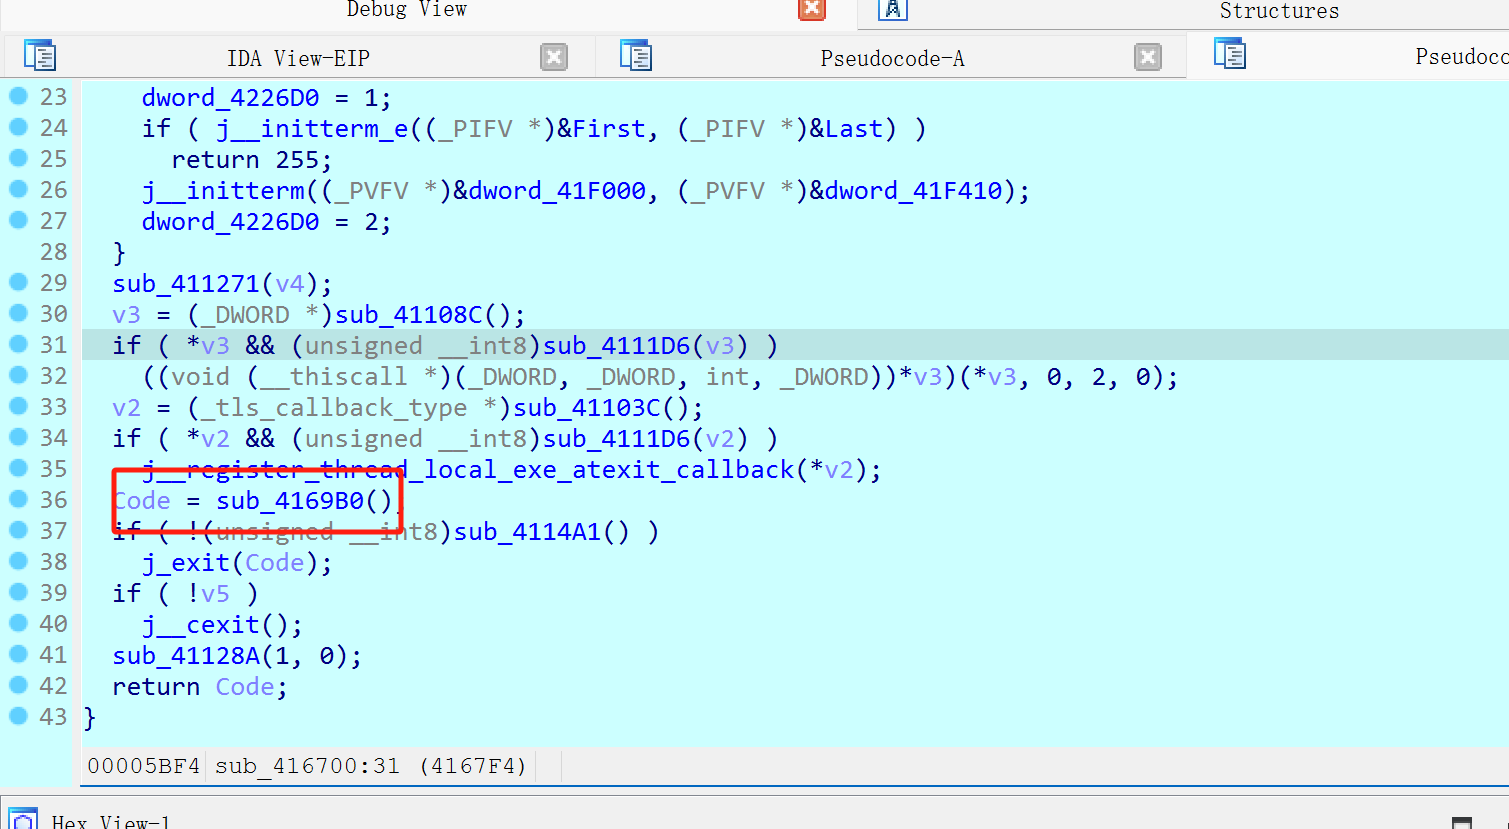 Debug View
Structures
IDA View-EIP
Pseudocode-A
Pseudoco
23 dword_4226D0 = 1;
24 if ( j__initterm_e((_PIFV *)&First, (_PIFV *)&Last) )
25 return 255;
26 j__initterm((_PVFV *)&dword_41F000, (_PVFV *)&dword_41F410);
27 dword_4226D0 = 2;
28 }
29 sub_411271(v4);
30 v3 = (_DWORD *)sub_41108C();
31 if ( *v3 && (unsigned __int8)sub_4111D6(v3) )
32 ((void (__thiscall *)(_DWORD, _DWORD, int, _DWORD))*v3)(*v3, 0, 2, 0);
33 v2 = (_tls_callback_type *)sub_41103C();
34 if ( *v2 && (unsigned __int8)sub_4111D6(v2) )
35 j__register_thread_local_exe_atexit_callback(*v2);
36 Code = sub_4169B0()
37 if ( !(unsigned __int8)sub_4114A1() )
38 j_exit(Code);
39 if ( !v5 )
40 j__cexit();
41 sub_41128A(1, 0);
42 return Code;
43 }
00005BF4 sub_416700:31 (4167F4)
Hex View-1